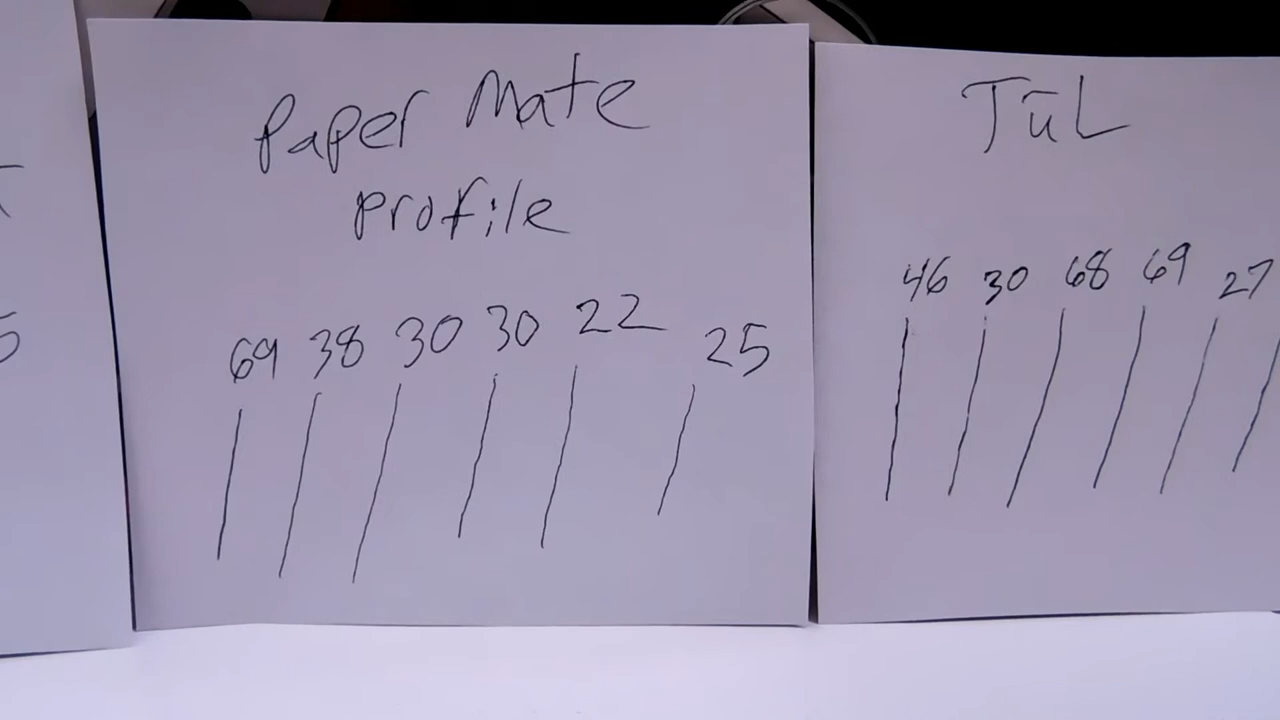 Paper Mate
Profile
69 38 30 30 22 25
TūL
46 30 68 69 27